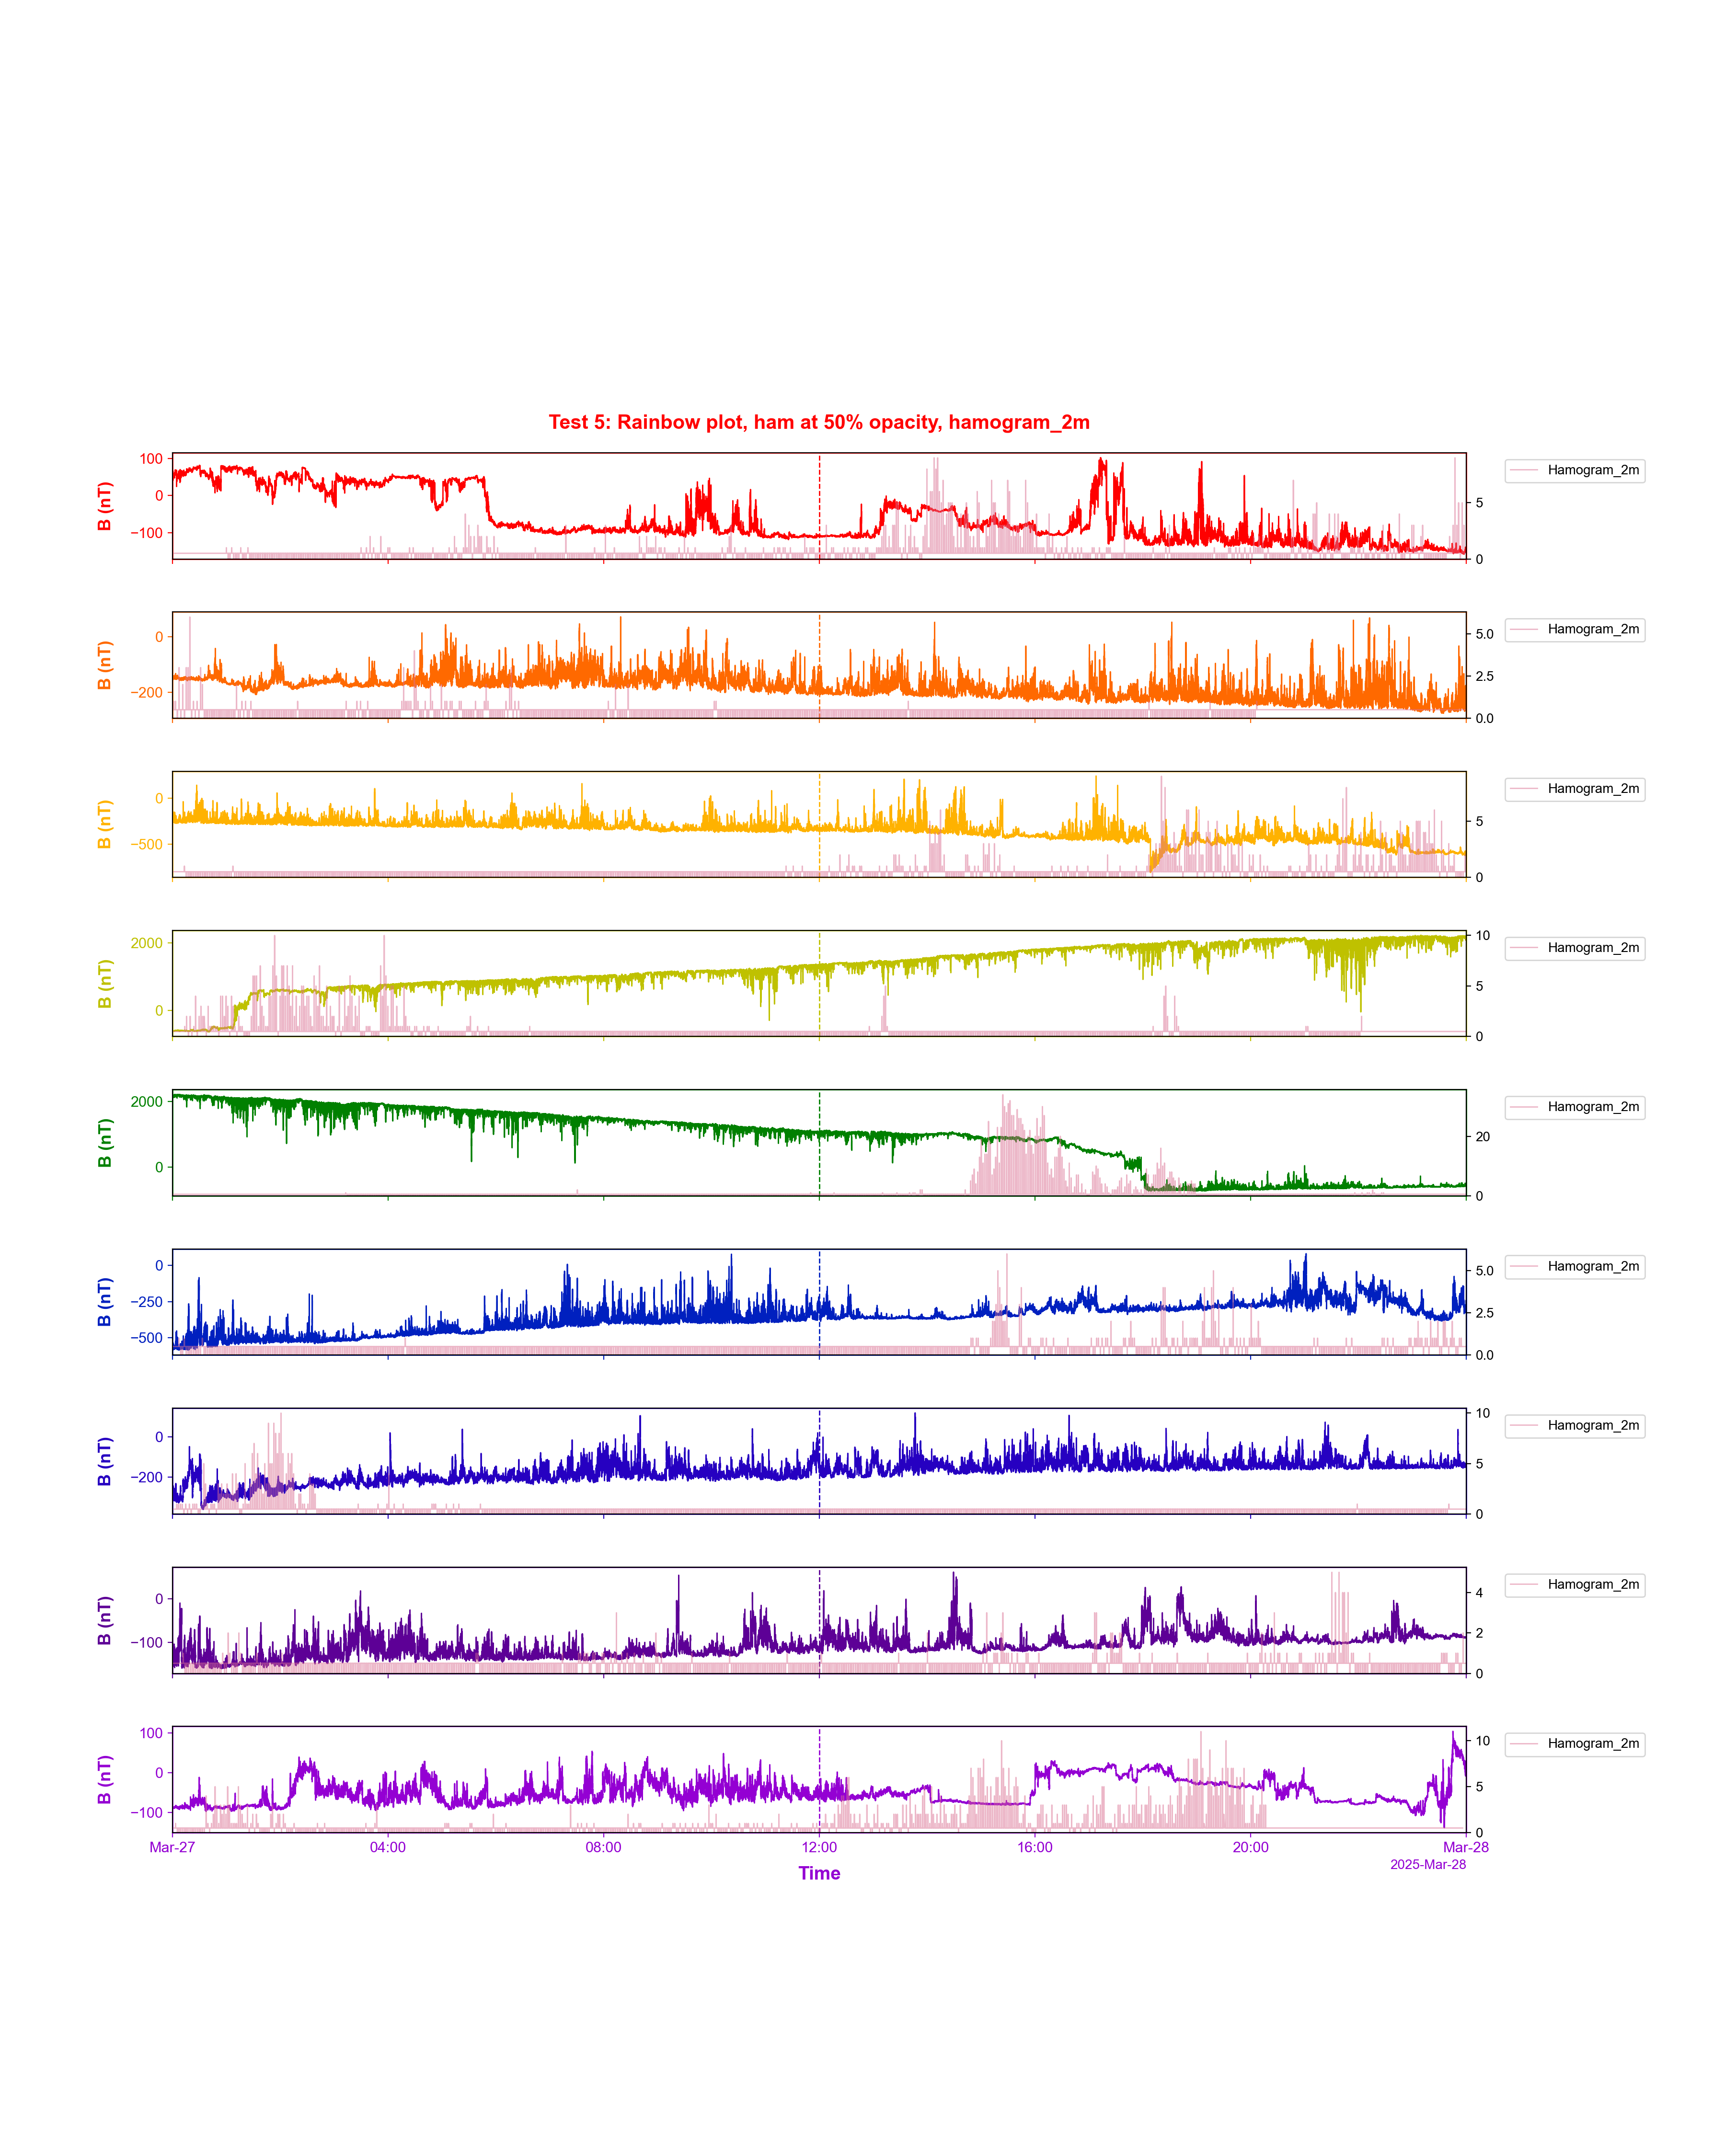 Test 5: Rainbow plot, ham at 50% opacity, hamogram_2m
B (nT)
100
0
−100
5
0
Hamogram_2m
B (nT)
0
−200
5.0
2.5
0.0
Hamogram_2m
B (nT)
0
−500
5
0
Hamogram_2m
B (nT)
2000
0
10
5
0
Hamogram_2m
B (nT)
2000
0
20
0
Hamogram_2m
B (nT)
0
−250
−500
5.0
2.5
0.0
Hamogram_2m
B (nT)
0
−200
10
5
0
Hamogram_2m
B (nT)
0
−100
4
2
0
Hamogram_2m
B (nT)
100
0
−100
10
5
0
Hamogram_2m
Mar-27 04:00 08:00 12:00 16:00 20:00 Mar-28
2025-Mar-28
Time